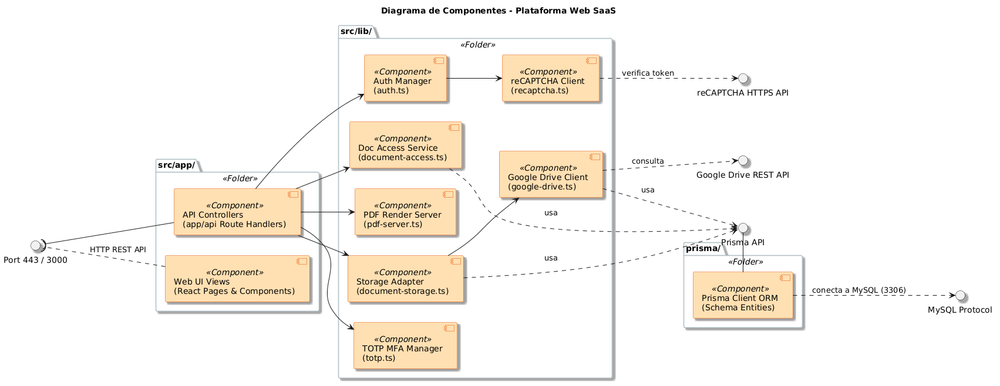 Diagrama de Componentes - Plataforma Web SaaS
src/lib/
«Folder»
«Component»
Auth Manager
(auth.ts)
«Component»
reCAPTCHA Client
(recaptcha.ts)
verifica token
reCAPTCHA HTTPS API
«Component»
Doc Access Service
(document-access.ts)
«Component»
Google Drive Client
(google-drive.ts)
consulta
Google Drive REST API
usa
src/app/
«Folder»
«Component»
API Controllers
(app/api Route Handlers)
«Component»
PDF Render Server
(pdf-server.ts)
usa
Prisma API
Port 443 / 3000
HTTP REST API
«Component»
Web UI Views
(React Pages & Components)
«Component»
Storage Adapter
(document-storage.ts)
usa
prisma/
«Folder»
«Component»
Prisma Client ORM
(Schema Entities)
conecta a MySQL (3306)
MySQL Protocol
«Component»
TOTP MFA Manager
(totp.ts)